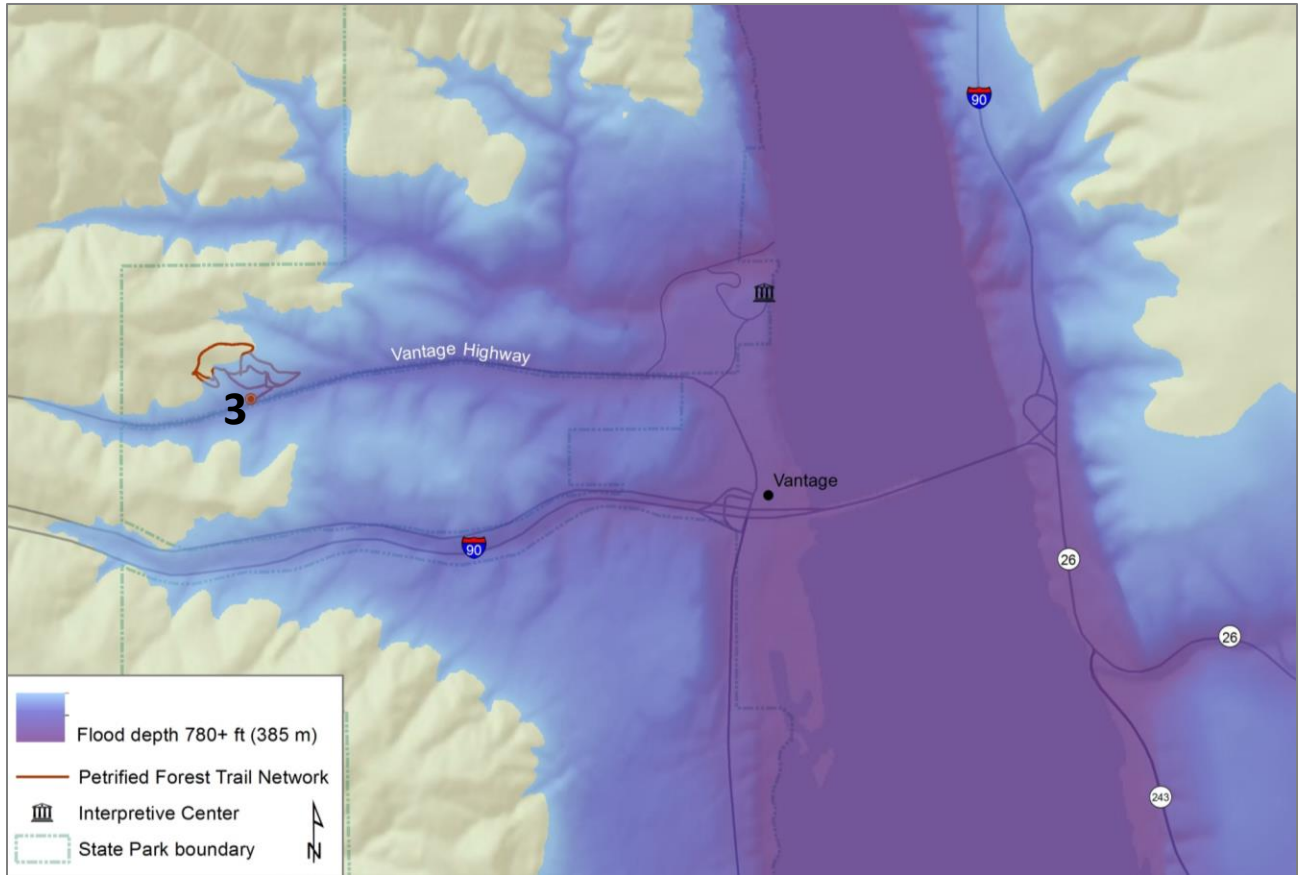 90
Vantage Highway
3
Vantage
90
26
26
243
Flood depth 780+ ft (385 m)
Petrified Forest Trail Network
Interpretive Center
State Park boundary
N